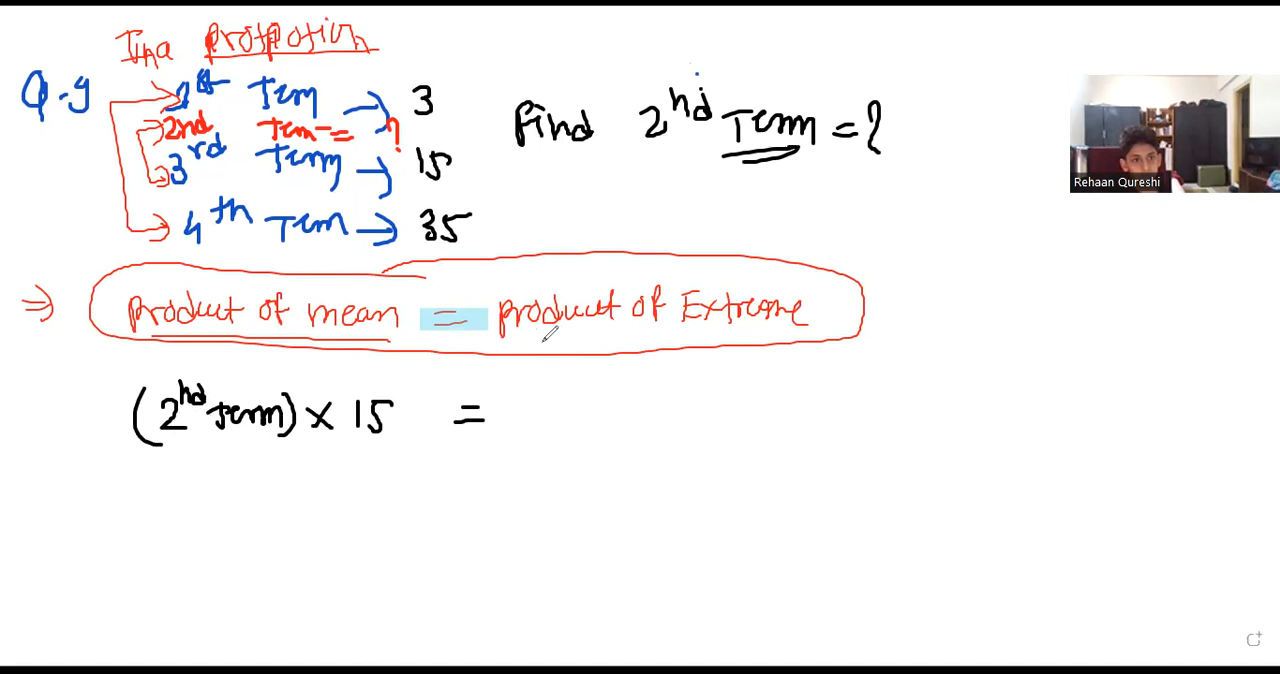 In a proportion
Q.9 1st Term → 3
2nd Term = ?
3rd Term → 15
4th Term → 35
Find 2nd Term = ?
Rehaan Qureshi
⇒ product of mean = product of Extreme
(2nd term) × 15 =